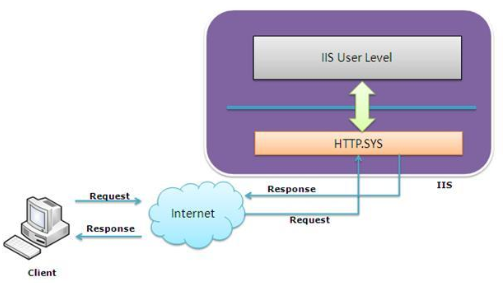 IIS User Level
HTTP.SYS
IIS
Request
Response
Internet
Response
Request
Client